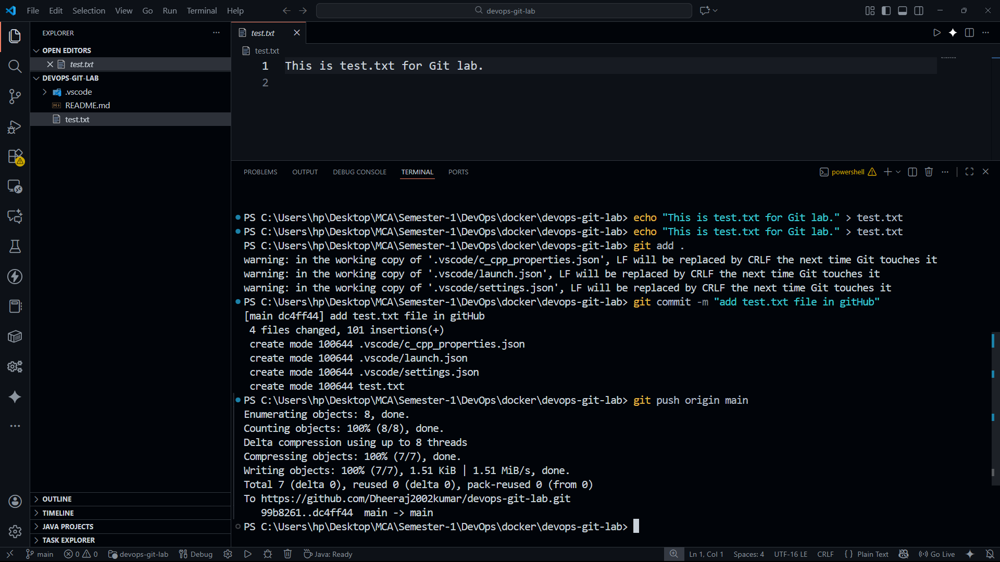 File Edit Selection View Go Run Terminal Help
devops-git-lab
EXPLORER
OPEN EDITORS
test.txt
DEVOPS-GIT-LAB
.vscode
README.md
test.txt
OUTLINE
TIMELINE
JAVA PROJECTS
TASK EXPLORER
test.txt
test.txt
1 This is test.txt for Git lab.
2
PROBLEMS OUTPUT DEBUG CONSOLE TERMINAL PORTS
powershell
PS C:\Users\hp\Desktop\MCA\Semester-1\DevOps\docker\devops-git-lab> echo "This is test.txt for Git lab." > test.txt
PS C:\Users\hp\Desktop\MCA\Semester-1\DevOps\docker\devops-git-lab> echo "This is test.txt for Git lab." > test.txt
PS C:\Users\hp\Desktop\MCA\Semester-1\DevOps\docker\devops-git-lab> git add .
warning: in the working copy of '.vscode/c_cpp_properties.json', LF will be replaced by CRLF the next time Git touches it
warning: in the working copy of '.vscode/launch.json', LF will be replaced by CRLF the next time Git touches it
warning: in the working copy of '.vscode/settings.json', LF will be replaced by CRLF the next time Git touches it
PS C:\Users\hp\Desktop\MCA\Semester-1\DevOps\docker\devops-git-lab> git commit -m "add test.txt file in gitHub"
[main dc4ff44] add test.txt file in gitHub
4 files changed, 101 insertions(+)
create mode 100644 .vscode/c_cpp_properties.json
create mode 100644 .vscode/launch.json
create mode 100644 .vscode/settings.json
create mode 100644 test.txt
PS C:\Users\hp\Desktop\MCA\Semester-1\DevOps\docker\devops-git-lab> git push origin main
Enumerating objects: 8, done.
Counting objects: 100% (8/8), done.
Delta compression using up to 8 threads
Compressing objects: 100% (7/7), done.
Writing objects: 100% (7/7), 1.51 KiB | 1.51 MiB/s, done.
Total 7 (delta 0), reused 0 (delta 0), pack-reused 0 (from 0)
To https://github.com/Dheeraj2002kumar/devops-git-lab.git
99b8261..dc4ff44 main -> main
PS C:\Users\hp\Desktop\MCA\Semester-1\DevOps\docker\devops-git-lab>
main 0 0 devops-git-lab Debug Java: Ready Ln 1, Col 1 Spaces: 4 UTF-16 LE CRLF { } Plain Text Go Live